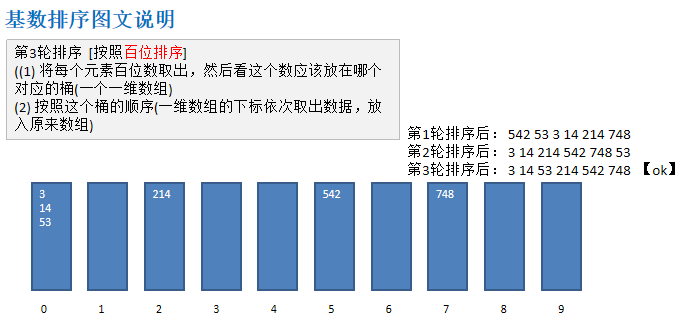 基数排序图文说明
第3轮排序 [按照百位排序]
((1) 将每个元素百位数取出，然后看这个数应该放在哪个
对应的桶(一个一维数组)
(2) 按照这个桶的顺序(一维数组的下标依次取出数据，放
入原来数组)
第1轮排序后：542 53 3 14 214 748
第2轮排序后：3 14 214 542 748 53
第3轮排序后：3 14 53 214 542 748 【ok】
3 214 542 748
14
53
0 1 2 3 4 5 6 7 8 9